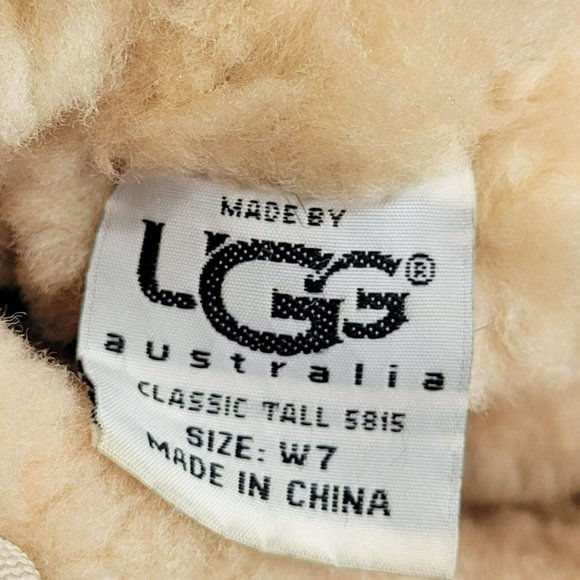 MADE BY
UGG®
australia
CLASSIC TALL 5815
SIZE: W7
MADE IN CHINA